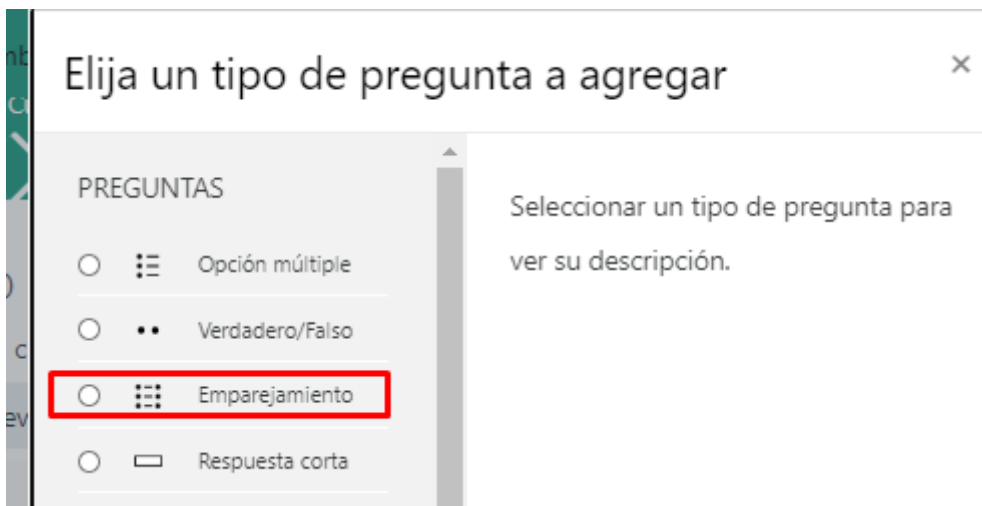 Elija un tipo de pregunta a agregar
PREGUNTAS
Opción múltiple
Verdadero/Falso
Emparejamiento
Respuesta corta
Seleccionar un tipo de pregunta para
ver su descripción.